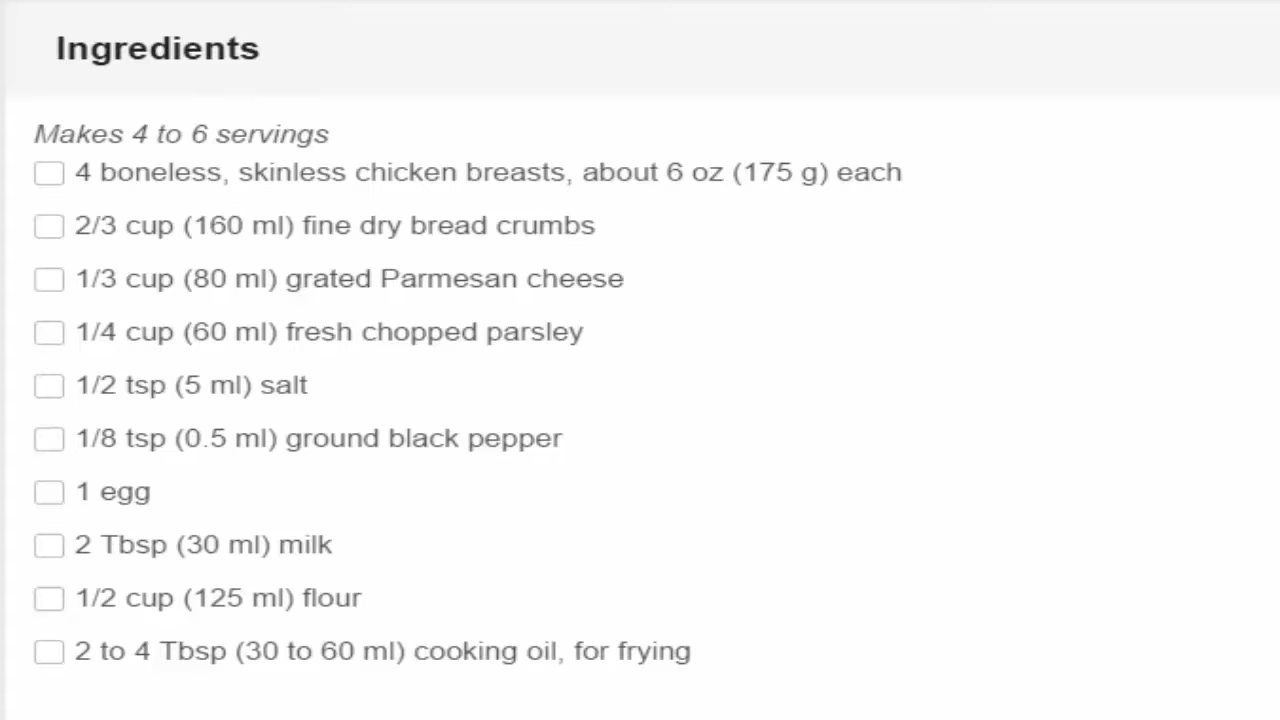 Ingredients
Makes 4 to 6 servings
4 boneless, skinless chicken breasts, about 6 oz (175 g) each
2/3 cup (160 ml) fine dry bread crumbs
1/3 cup (80 ml) grated Parmesan cheese
1/4 cup (60 ml) fresh chopped parsley
1/2 tsp (5 ml) salt
1/8 tsp (0.5 ml) ground black pepper
1 egg
2 Tbsp (30 ml) milk
1/2 cup (125 ml) flour
2 to 4 Tbsp (30 to 60 ml) cooking oil, for frying